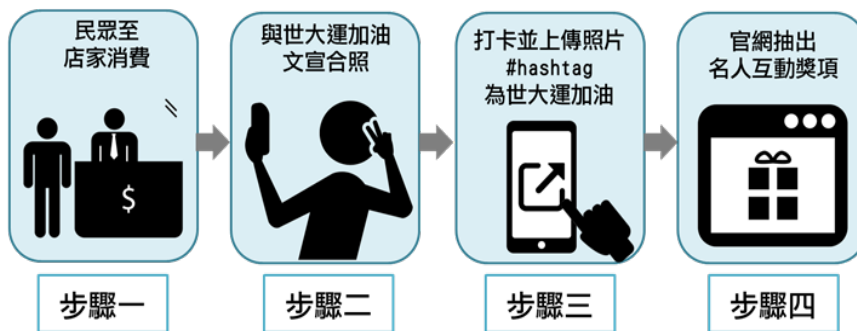 民眾至
店家消費
$
步驟一
與世大運加油
文宣合照
步驟二
打卡並上傳照片
#hashtag
為世大運加油
步驟三
官網抽出
名人互動獎項
步驟四